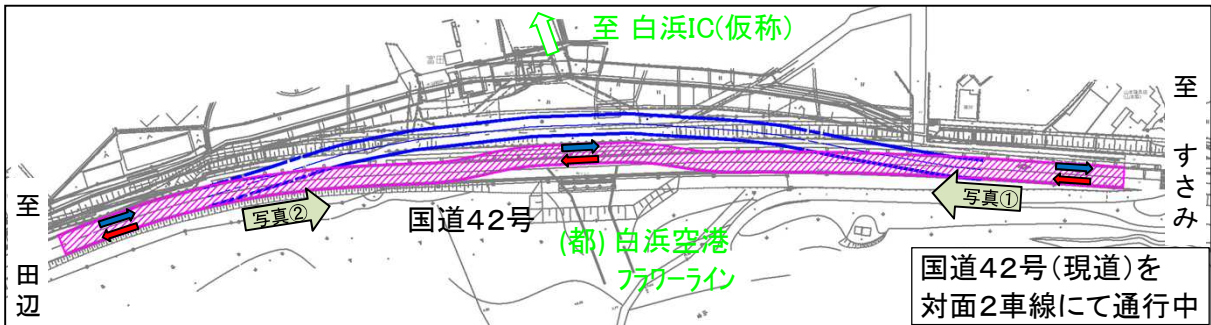 至 白浜IC(仮称)
富田
至 すさみ
写真②
写真①
国道42号
(都) 白浜空港
フラワーライン
至 田辺
国道42号(現道)を
対面2車線にて通行中